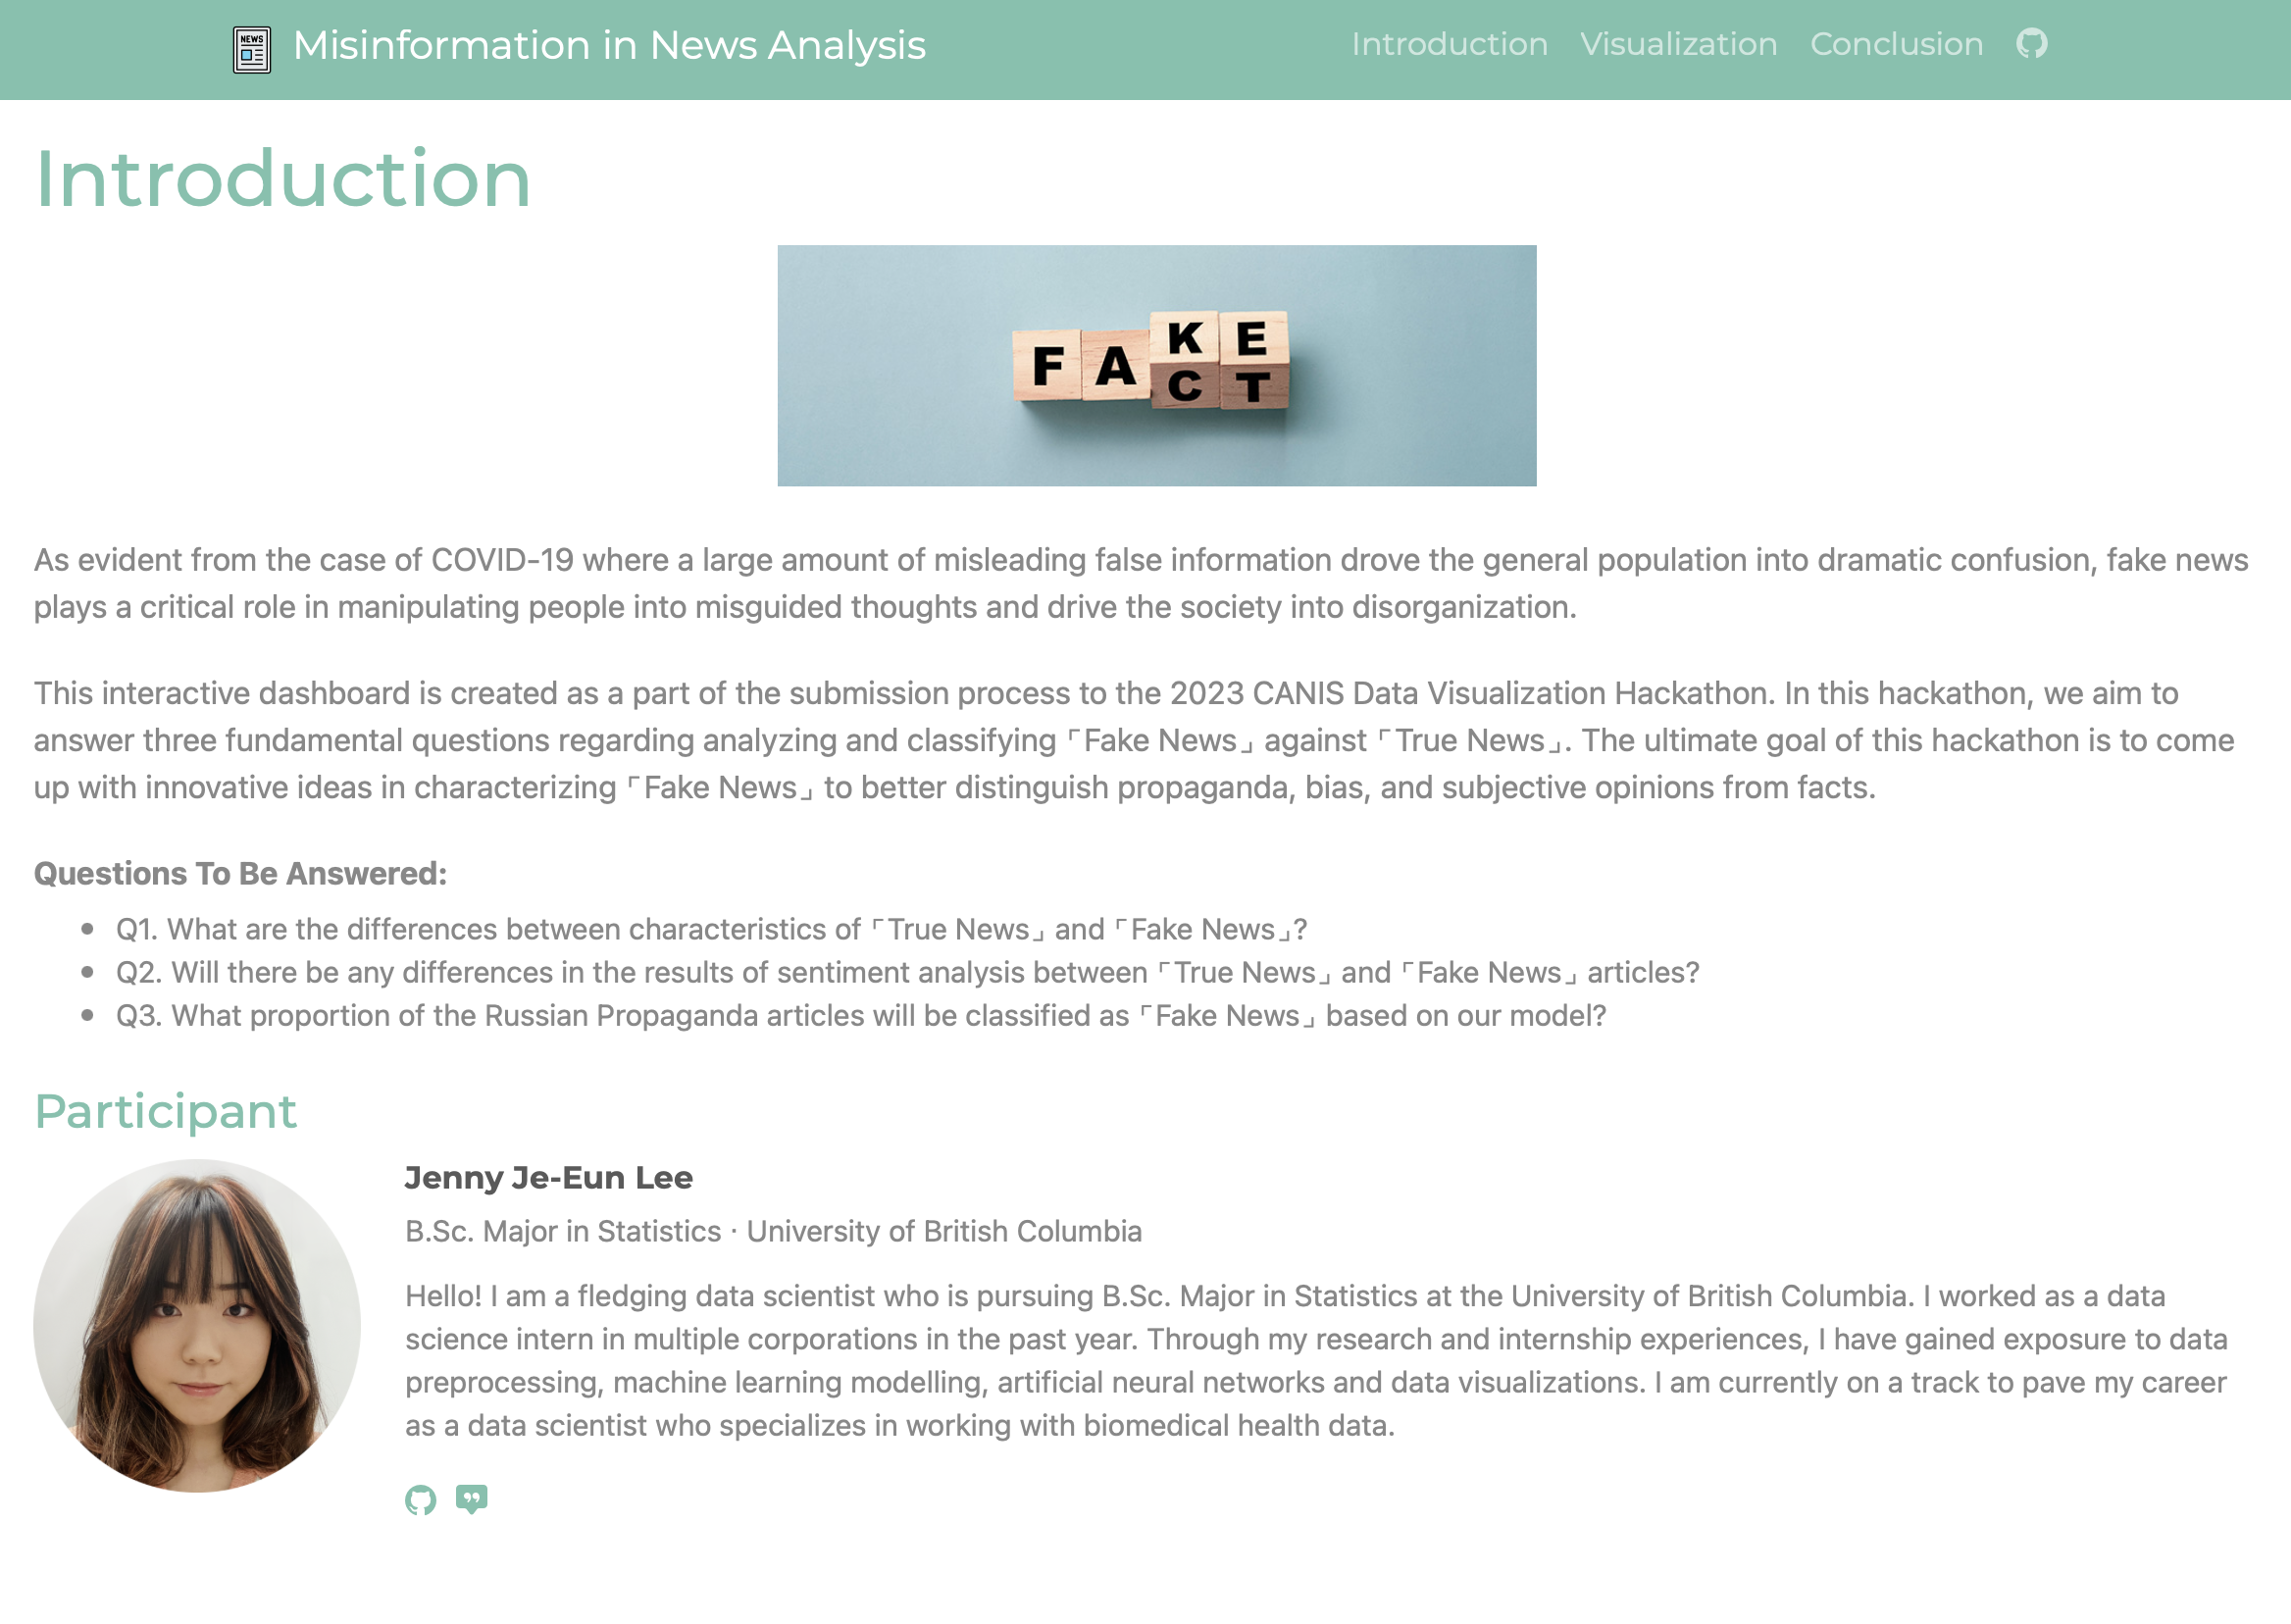 NEWS
Misinformation in News Analysis
Introduction Visualization Conclusion
Introduction
FAKE
CT
As evident from the case of COVID-19 where a large amount of misleading false information drove the general population into dramatic confusion, fake news
plays a critical role in manipulating people into misguided thoughts and drive the society into disorganization.
This interactive dashboard is created as a part of the submission process to the 2023 CANIS Data Visualization Hackathon. In this hackathon, we aim to
answer three fundamental questions regarding analyzing and classifying ⌜Fake News⌟ against ⌜True News⌟. The ultimate goal of this hackathon is to come
up with innovative ideas in characterizing ⌜Fake News⌟ to better distinguish propaganda, bias, and subjective opinions from facts.
Questions To Be Answered:
• Q1. What are the differences between characteristics of ⌜True News⌟ and ⌜Fake News⌟?
• Q2. Will there be any differences in the results of sentiment analysis between ⌜True News⌟ and ⌜Fake News⌟ articles?
• Q3. What proportion of the Russian Propaganda articles will be classified as ⌜Fake News⌟ based on our model?
Participant
Jenny Je-Eun Lee
B.Sc. Major in Statistics · University of British Columbia
Hello! I am a fledging data scientist who is pursuing B.Sc. Major in Statistics at the University of British Columbia. I worked as a data
science intern in multiple corporations in the past year. Through my research and internship experiences, I have gained exposure to data
preprocessing, machine learning modelling, artificial neural networks and data visualizations. I am currently on a track to pave my career
as a data scientist who specializes in working with biomedical health data.